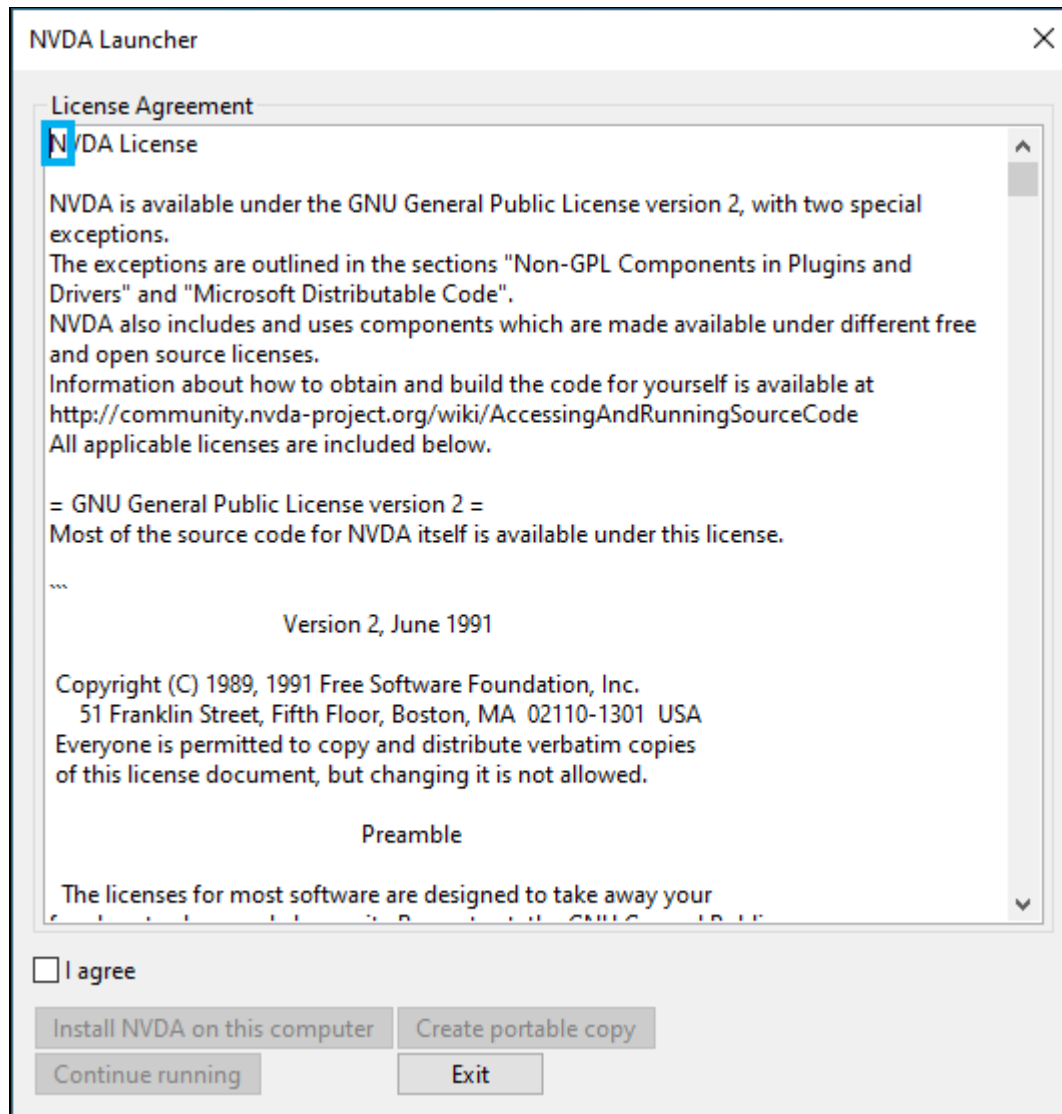 NVDA Launcher
License Agreement
NVDA License
NVDA is available under the GNU General Public License version 2, with two special
exceptions.
The exceptions are outlined in the sections "Non-GPL Components in Plugins and
Drivers" and "Microsoft Distributable Code".
NVDA also includes and uses components which are made available under different free
and open source licenses.
Information about how to obtain and build the code for yourself is available at
http://community.nvda-project.org/wiki/AccessingAndRunningSourceCode
All applicable licenses are included below.
= GNU General Public License version 2 =
Most of the source code for NVDA itself is available under this license.
```
Version 2, June 1991
Copyright (C) 1989, 1991 Free Software Foundation, Inc.
51 Franklin Street, Fifth Floor, Boston, MA  02110-1301  USA
Everyone is permitted to copy and distribute verbatim copies
of this license document, but changing it is not allowed.
Preamble
The licenses for most software are designed to take away your
I agree
Install NVDA on this computer
Create portable copy
Continue running
Exit